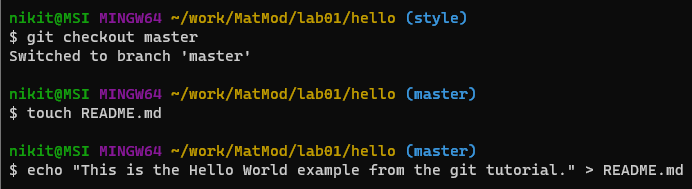 nikit@MSI MINGW64 ~/work/MatMod/lab01/hello (style)
$ git checkout master
Switched to branch 'master'
nikit@MSI MINGW64 ~/work/MatMod/lab01/hello (master)
$ touch README.md
nikit@MSI MINGW64 ~/work/MatMod/lab01/hello (master)
$ echo "This is the Hello World example from the git tutorial." > README.md